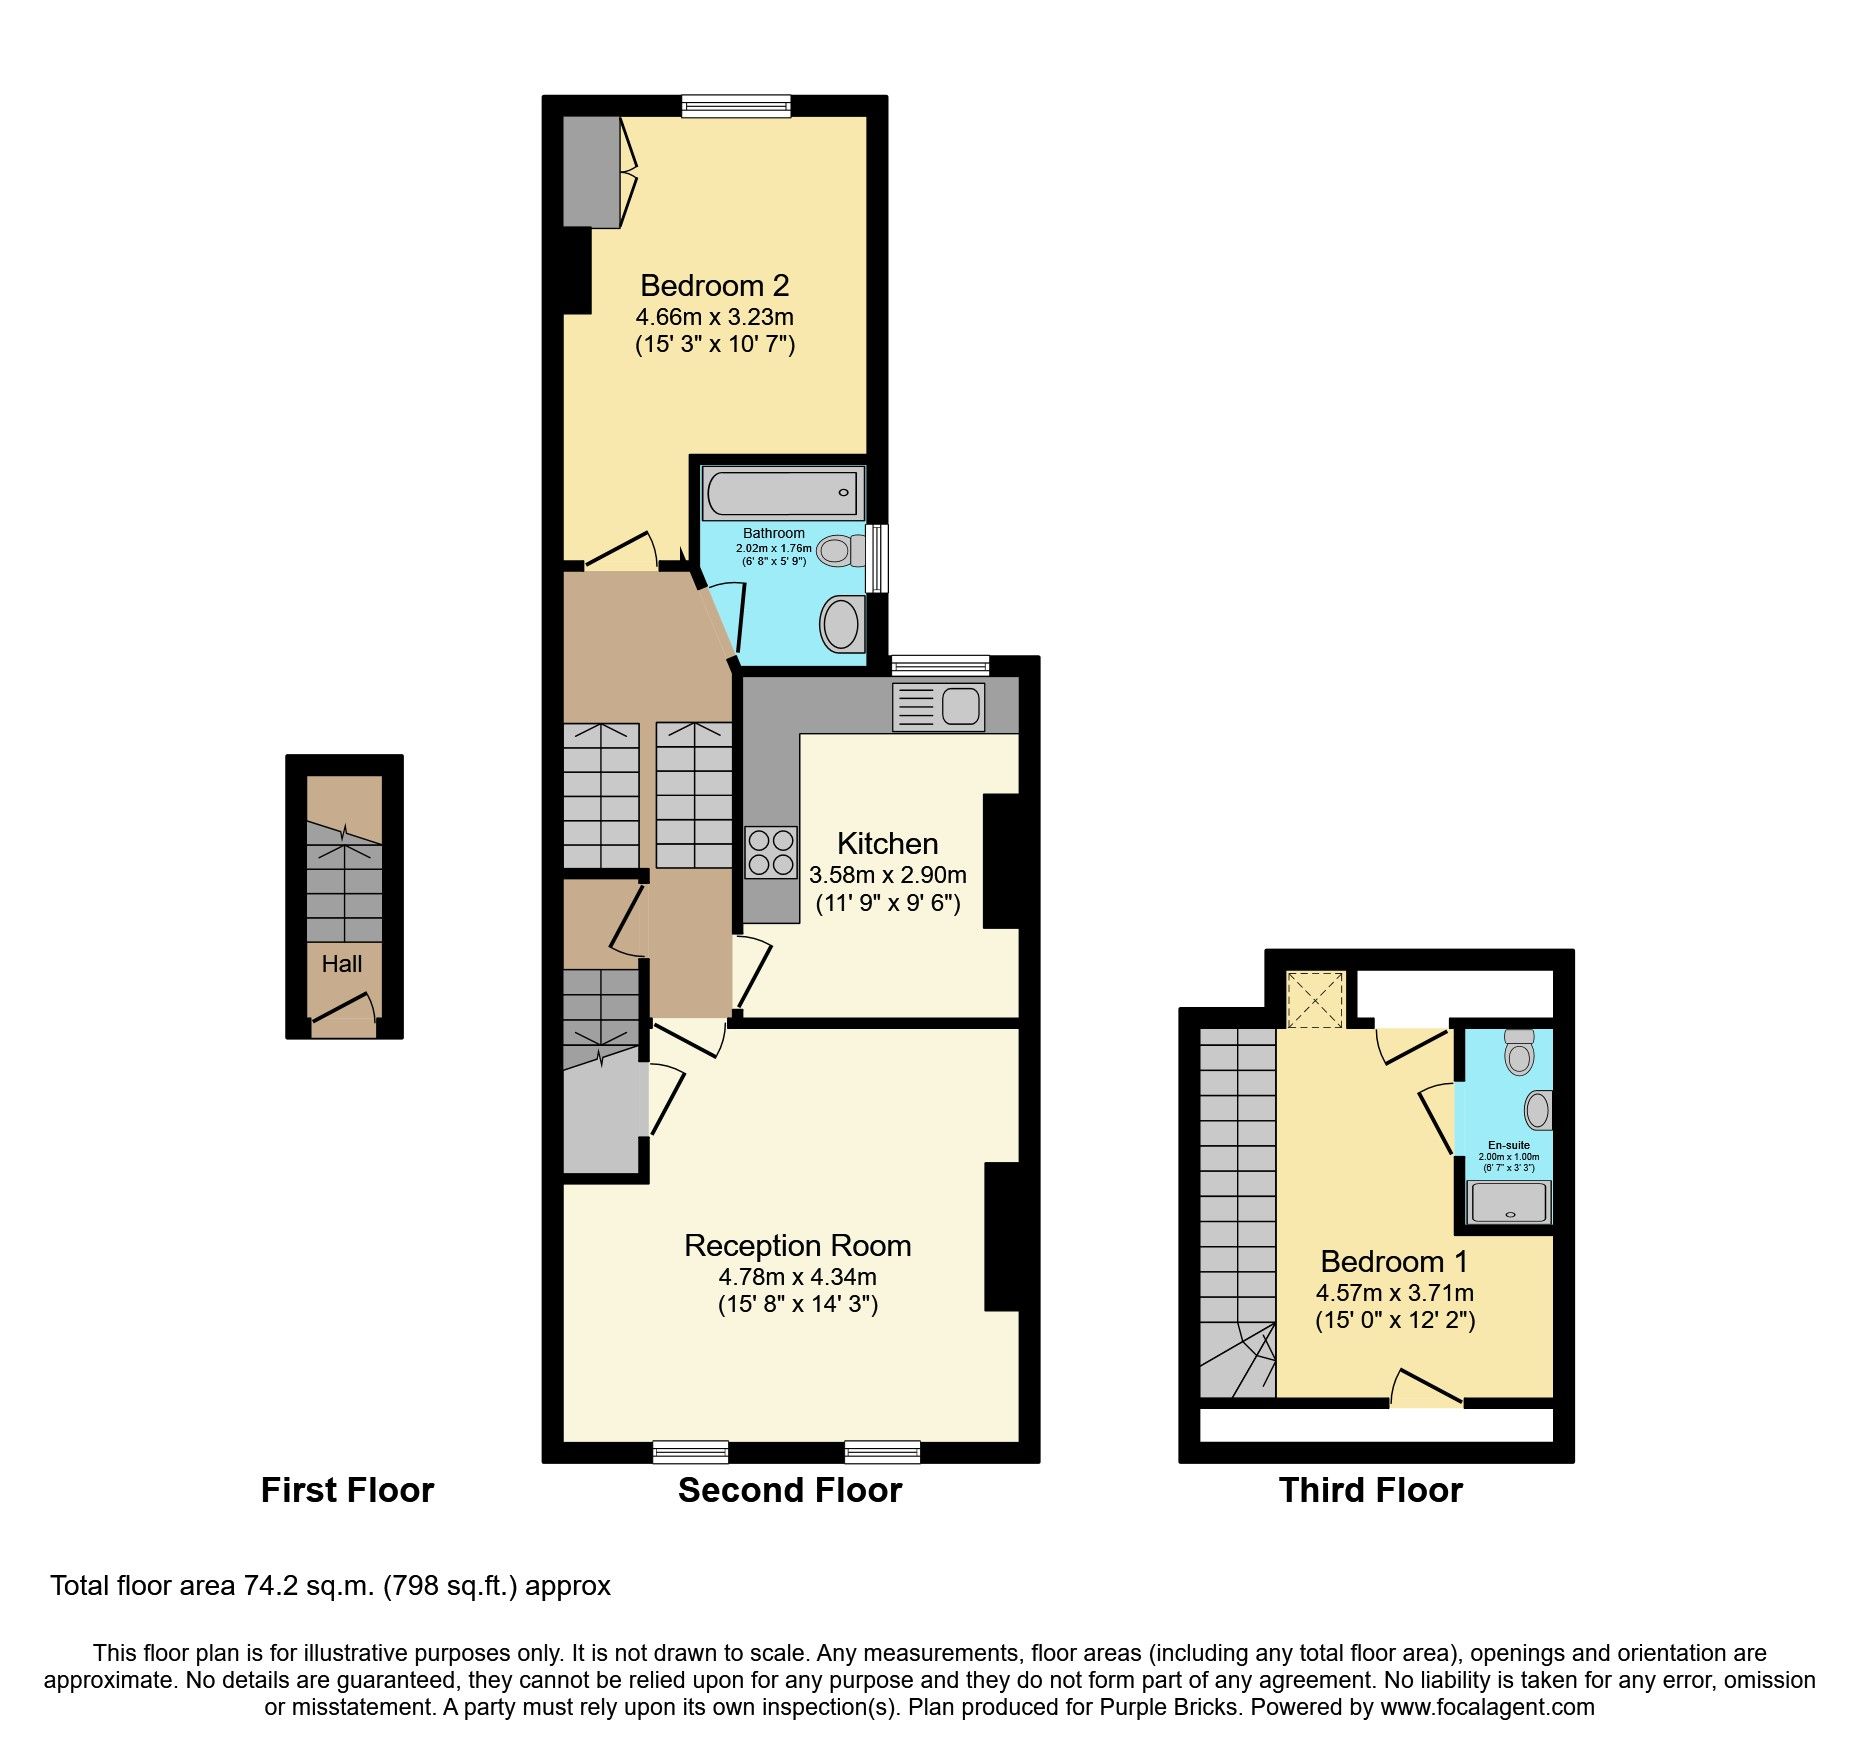 Bedroom 2
4.66m x 3.23m
(15' 3" x 10' 7")
Bathroom
2.02m x 1.76m
(6' 8" x 5' 9")
Kitchen
3.58m x 2.90m
(11' 9" x 9' 6")
Hall
Reception Room
4.78m x 4.34m
(15' 8" x 14' 3")
En-suite
2.00m x 1.00m
(6' 7" x 3' 3")
Bedroom 1
4.57m x 3.71m
(15' 0" x 12' 2")
First Floor
Second Floor
Third Floor
Total floor area 74.2 sq.m. (798 sq.ft.) approx
This floor plan is for illustrative purposes only. It is not drawn to scale. Any measurements, floor areas (including any total floor area), openings and orientation are
approximate. No details are guaranteed, they cannot be relied upon for any purpose and they do not form part of any agreement. No liability is taken for any error, omission
or misstatement. A party must rely upon its own inspection(s). Plan produced for Purple Bricks. Powered by www.focalagent.com